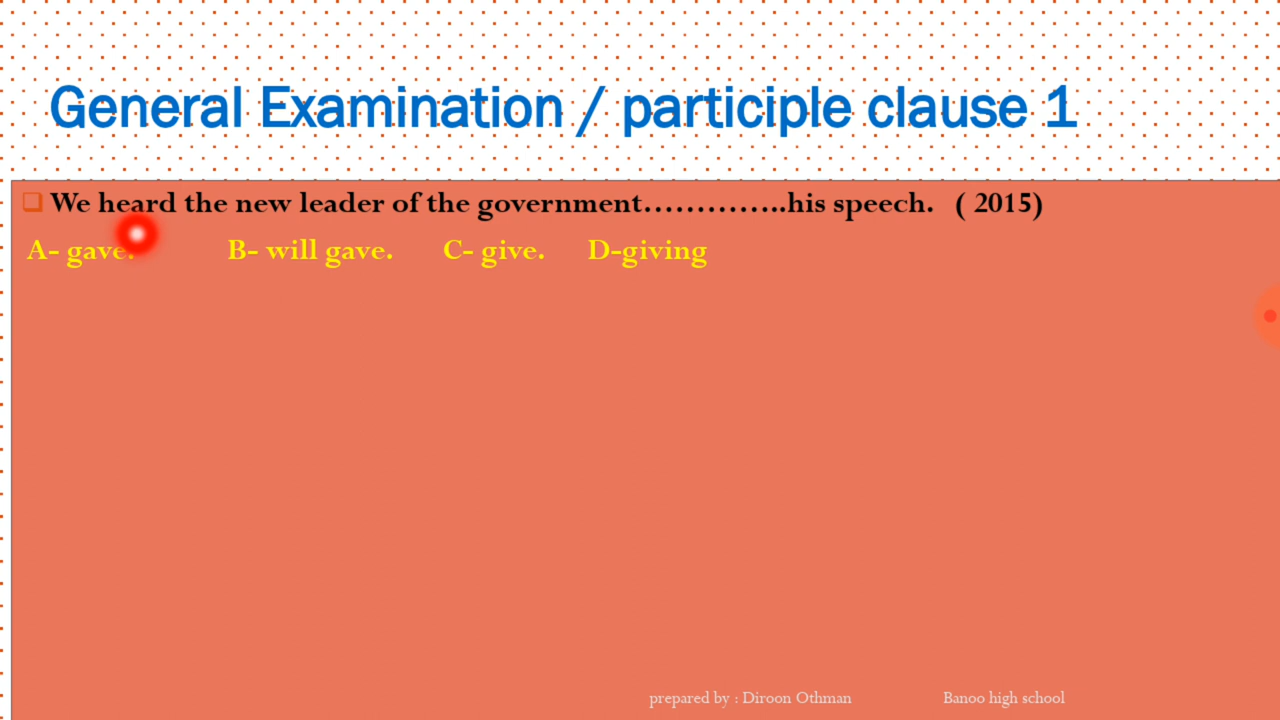 General Examination / participle clause 1
We heard the new leader of the government…………..his speech. ( 2015)
A- gave. B- will gave. C- give. D-giving
prepared by : Diroon Othman Banoo high school